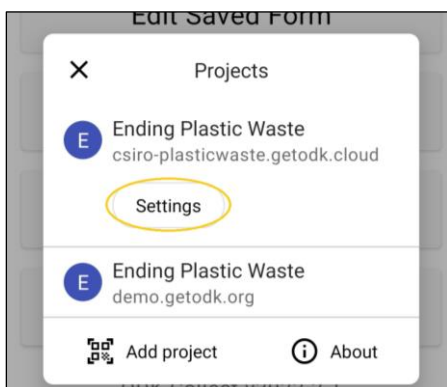 Edit Saved Form
Projects
E
Ending Plastic Waste
csiro-plasticwaste.getodk.cloud
Settings
E
Ending Plastic Waste
demo.getodk.org
Add project
About